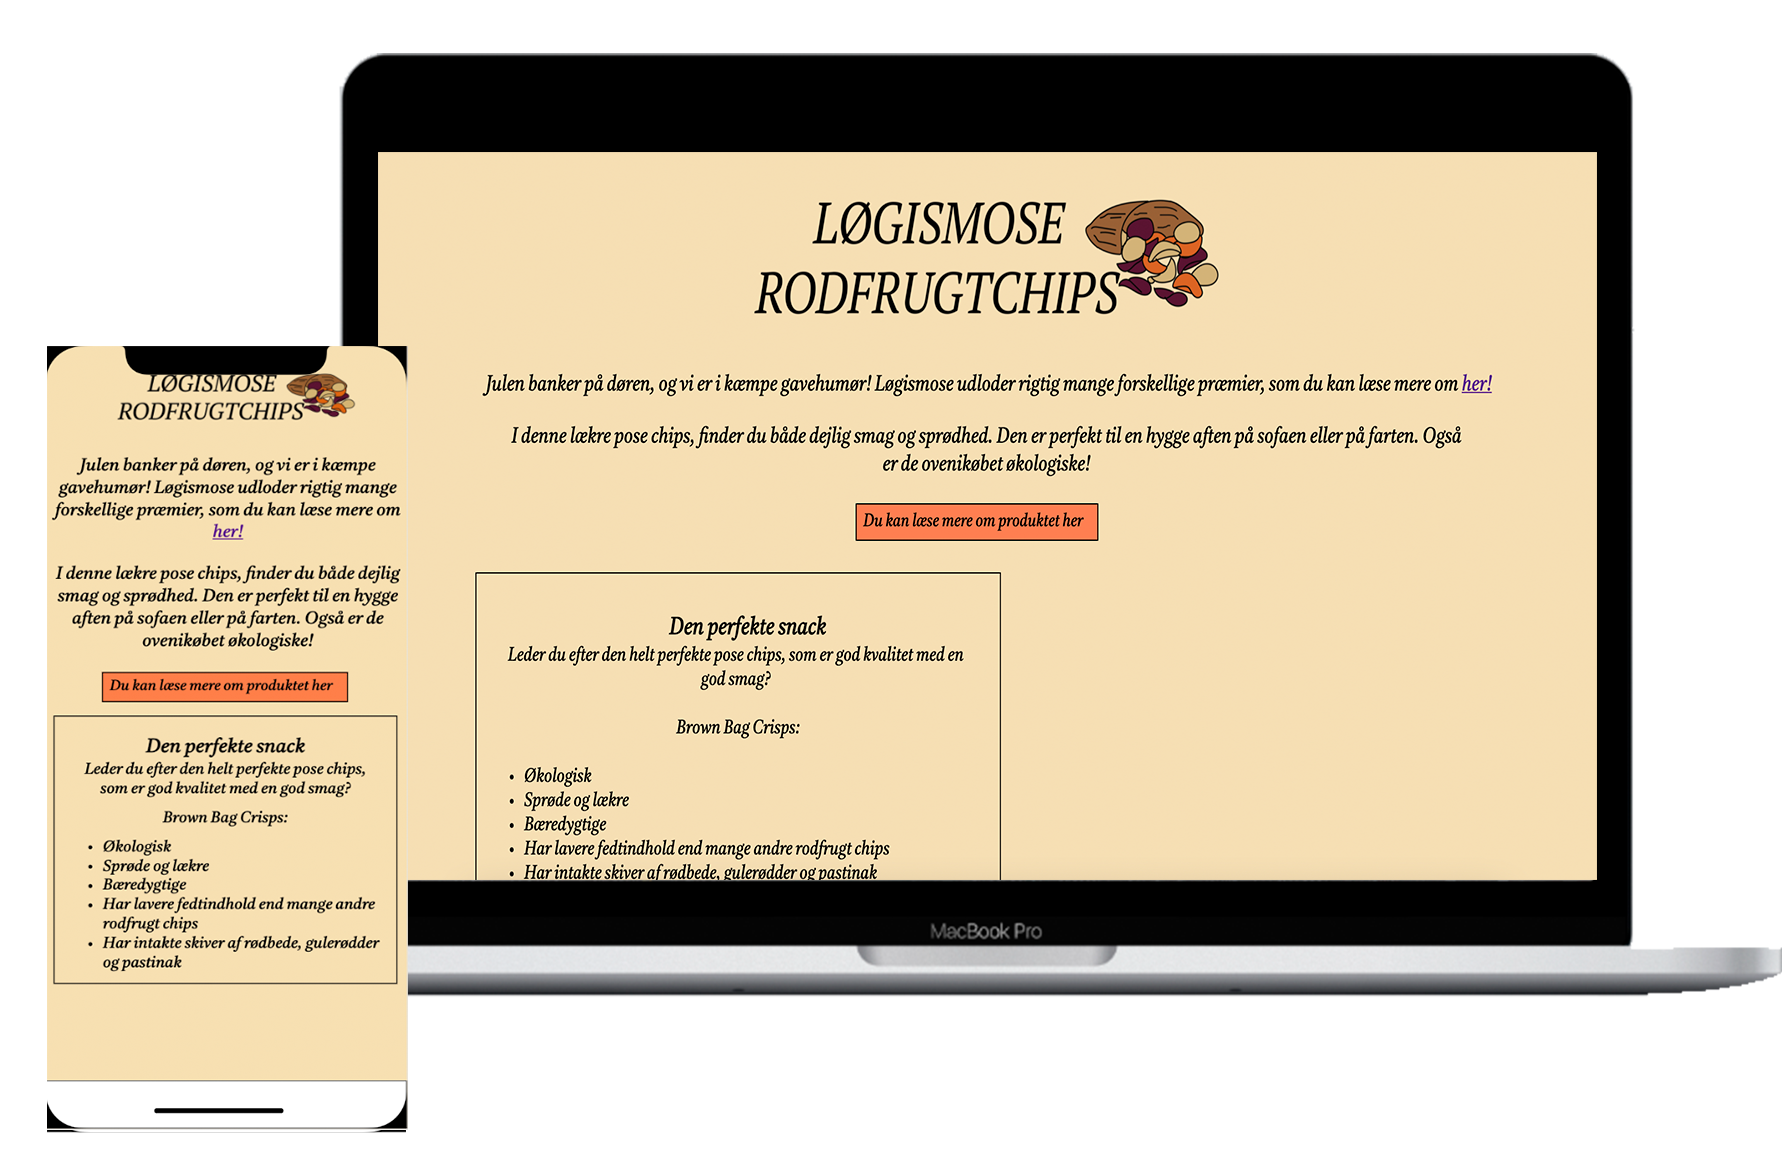 LØGISMOSE
RODFRUGTCHIPS
Julen banker på døren, og vi er i kæmpe gavehumør! Løgismose udloder rigtig mange forskellige præmier, som du kan læse mere om her!
I denne lækre pose chips, finder du både dejlig smag og sprødhed. Den er perfekt til en hygge aften på sofaen eller på farten. Også
er de ovenikøbet økologiske!
Du kan læse mere om produktet her
Den perfekte snack
Leder du efter den helt perfekte pose chips, som er god kvalitet med en
god smag?
Brown Bag Crisps:
• Økologisk
• Sprøde og lækre
• Bæredygtige
• Har lavere fedtindhold end mange andre rodfrugt chips
• Har intakte skiver af rødbede, gulerødder og pastinak
MacBook Pro
LØGISMOSE
RODFRUGTCHIPS
Julen banker på døren, og vi er i kæmpe
gavehumør! Løgismose udloder rigtig mange
forskellige præmier, som du kan læse mere om
her!
I denne lækre pose chips, finder du både dejlig
smag og sprødhed. Den er perfekt til en hygge
aften på sofaen eller på farten. Også er de
ovenikøbet økologiske!
Du kan læse mere om produktet her
Den perfekte snack
Leder du efter den helt perfekte pose chips,
som er god kvalitet med en god smag?
Brown Bag Crisps:
• Økologisk
• Sprøde og lækre
• Bæredygtige
• Har lavere fedtindhold end mange andre
rodfrugt chips
• Har intakte skiver af rødbede, gulerødder
og pastinak